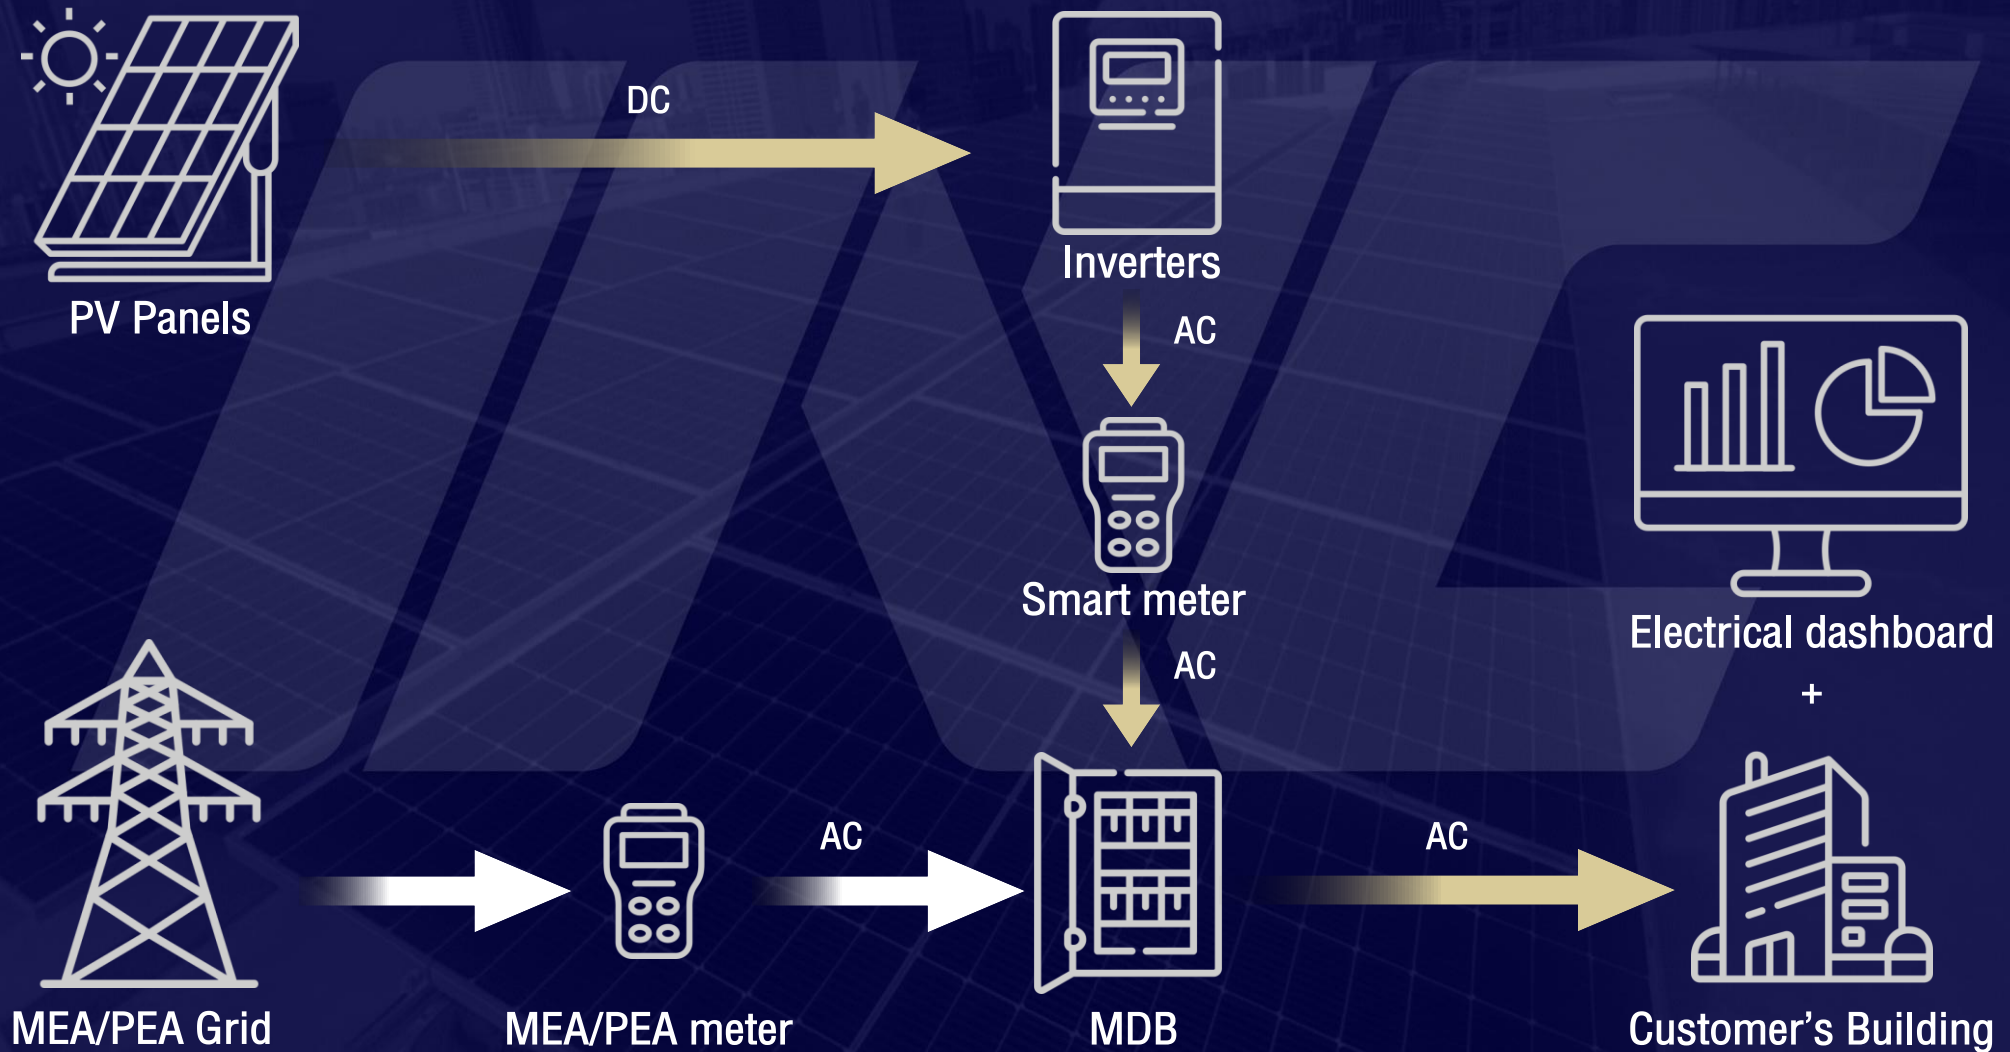 DC
PV Panels
Inverters
AC
Smart meter
AC
Electrical dashboard
+
AC
AC
MEA/PEA Grid
MEA/PEA meter
MDB
Customer’s Building